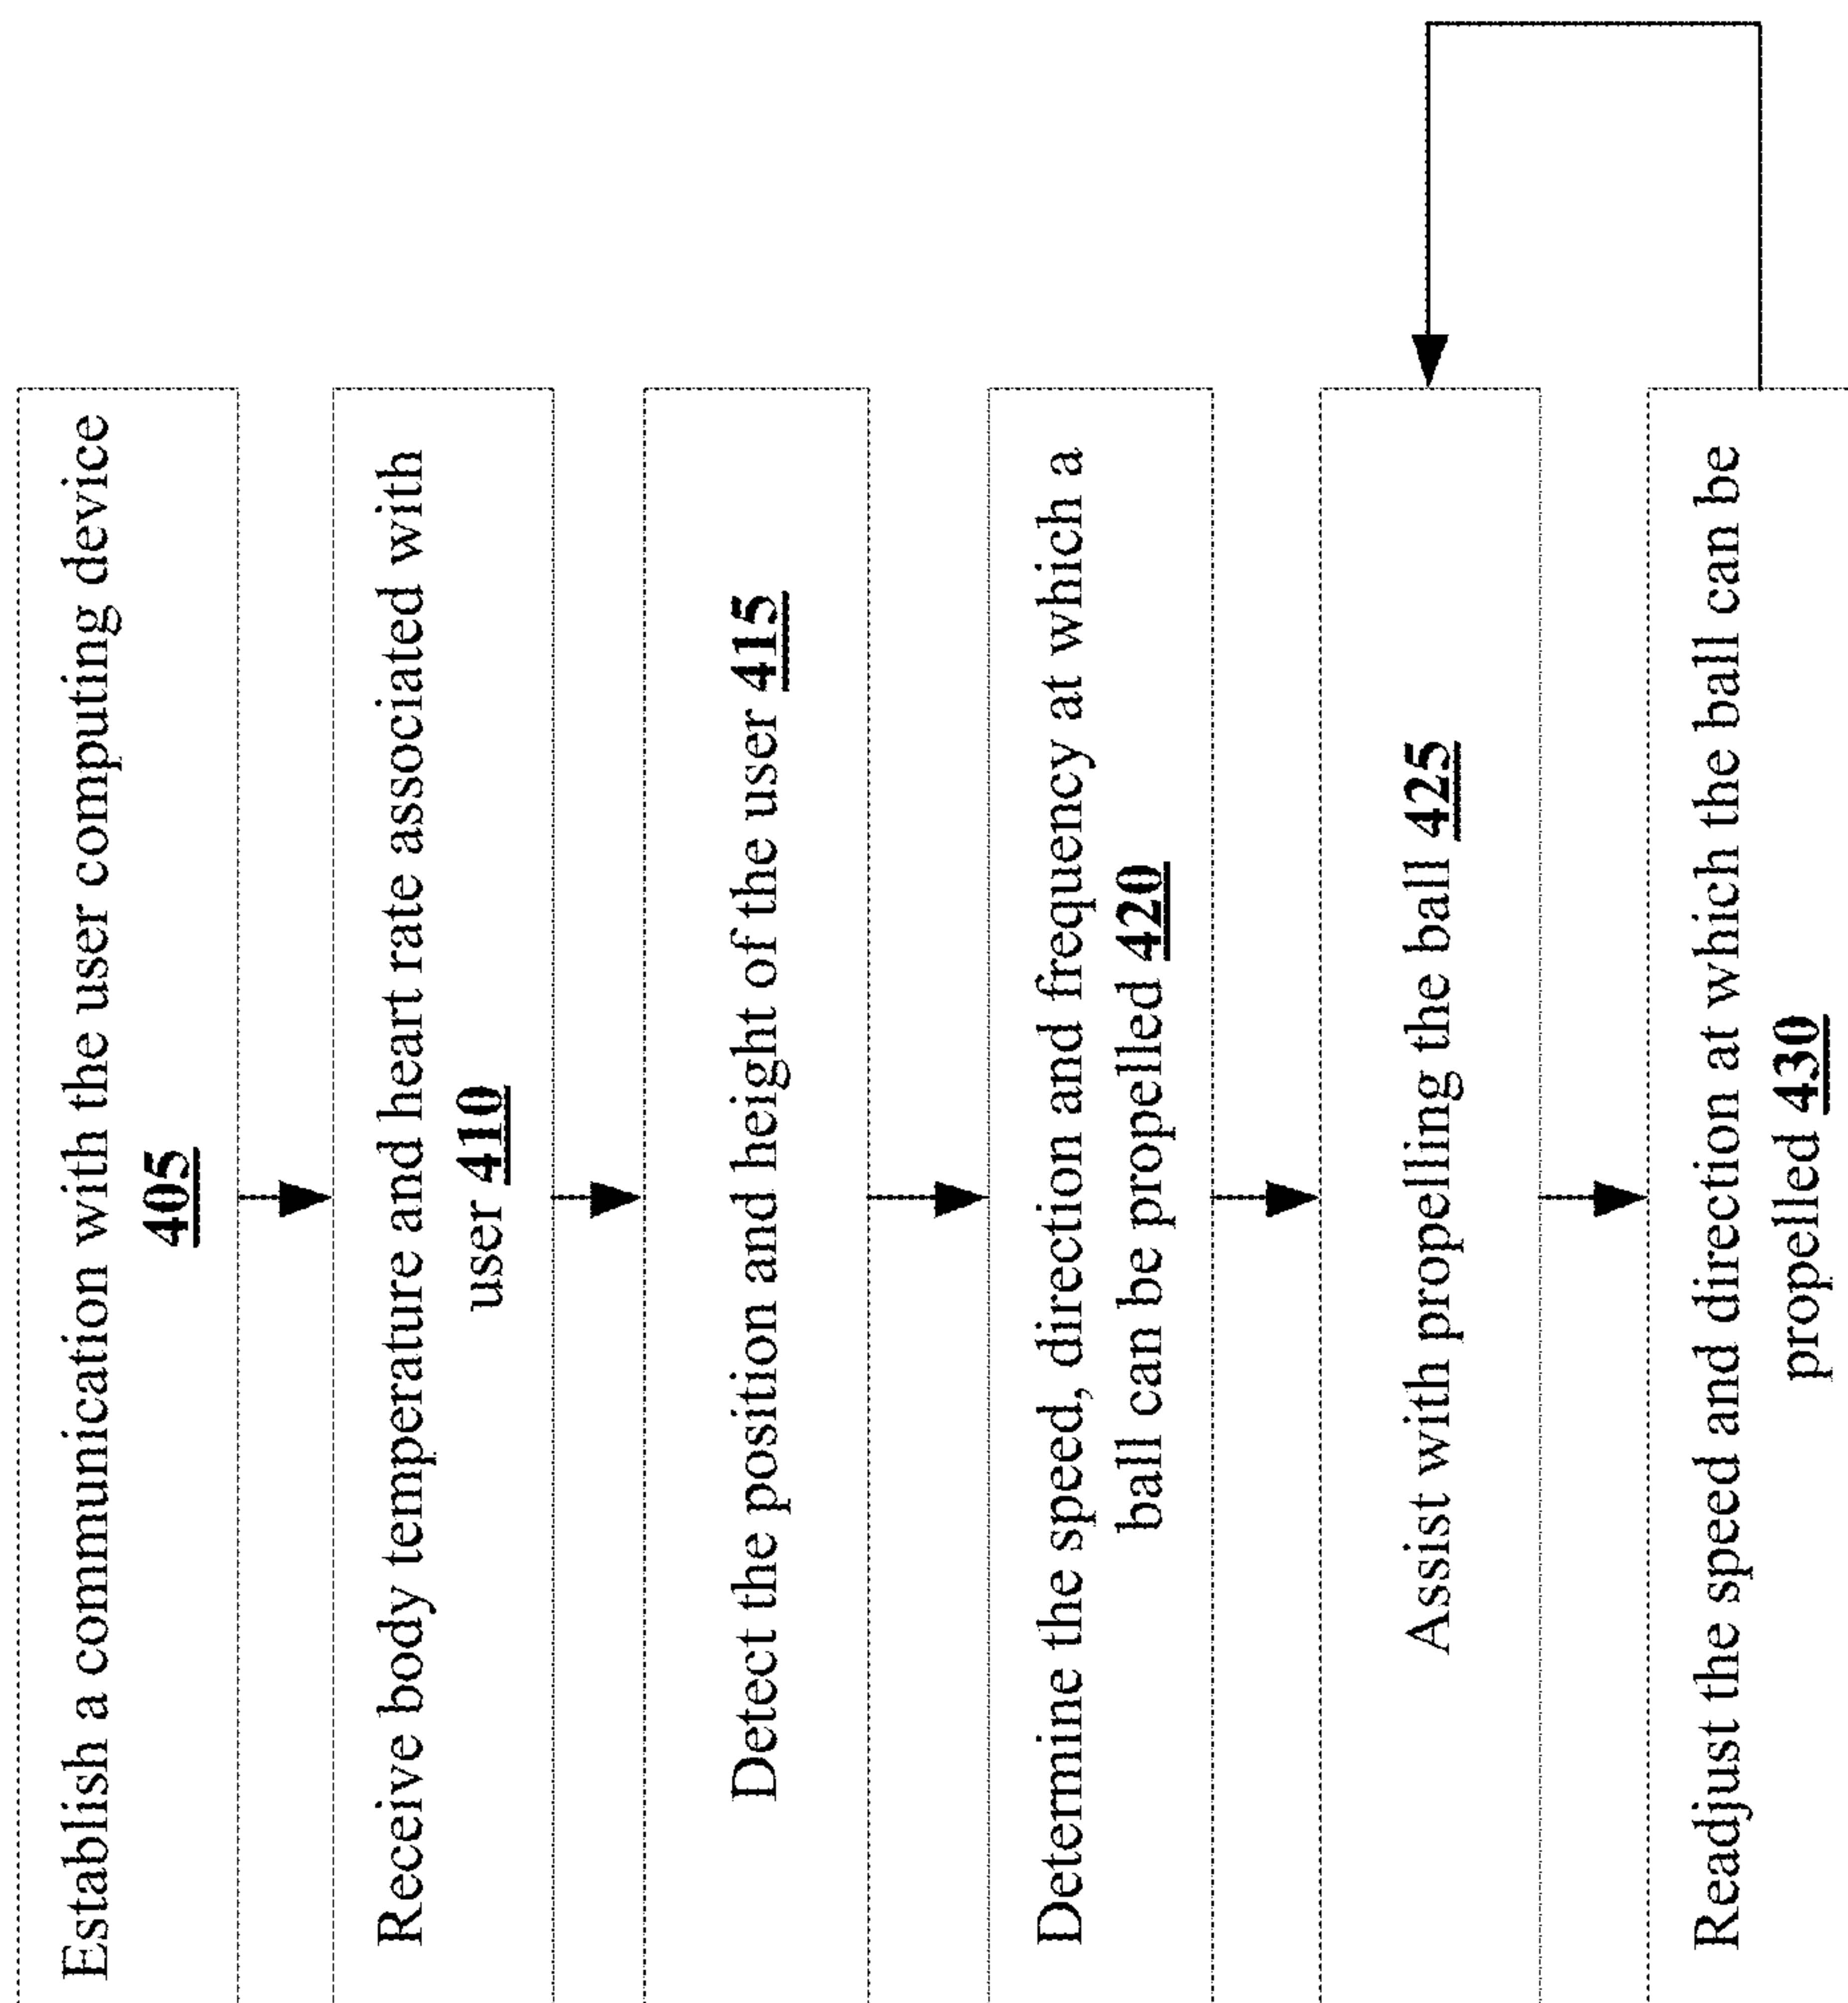 Establish a communication with the user computing device
405
Receive body temperature and heart rate associated with
user 410
Detect the position and height of the user 415
Determine the speed, direction and frequency at which a
ball can be propelled 420
Assist with propelling the ball 425
Readjust the speed and direction at which the ball can be
propelled 430